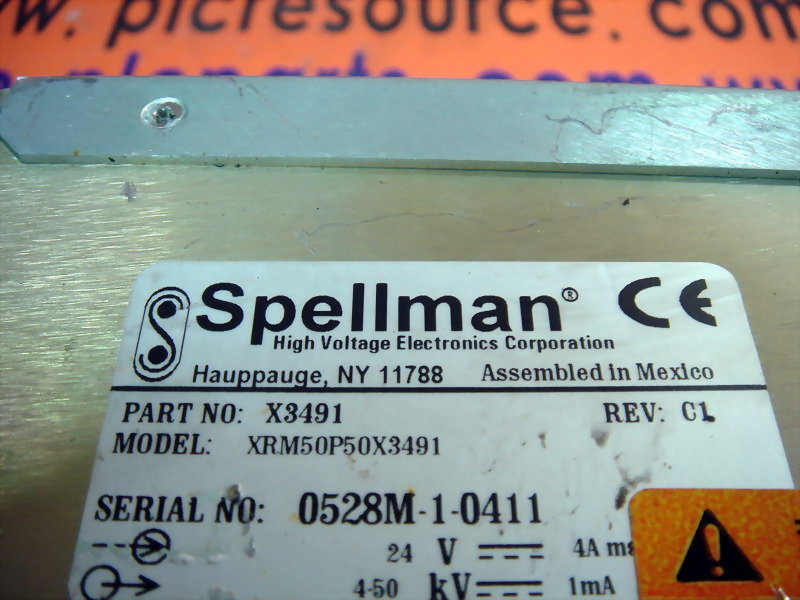 www.plcresource.com
Spellman® CE
High Voltage Electronics Corporation
Hauppauge, NY 11788 Assembled in Mexico
PART NO: X3491 REV: C1
MODEL: XRM50P50X3491
SERIAL NO: 0528M-1-0411
24 V 4A
4-50 kV 1mA